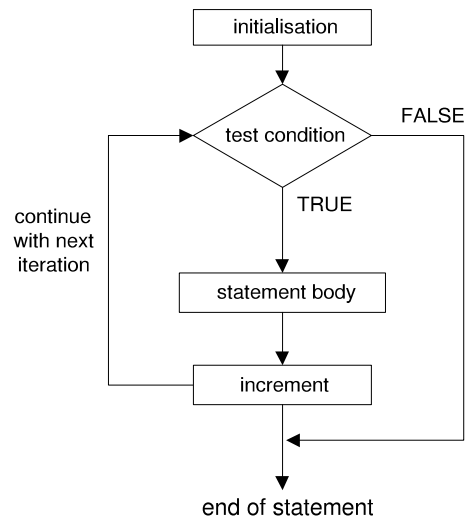 initialisation
test condition
FALSE
TRUE
continue
with next
iteration
statement body
increment
end of statement